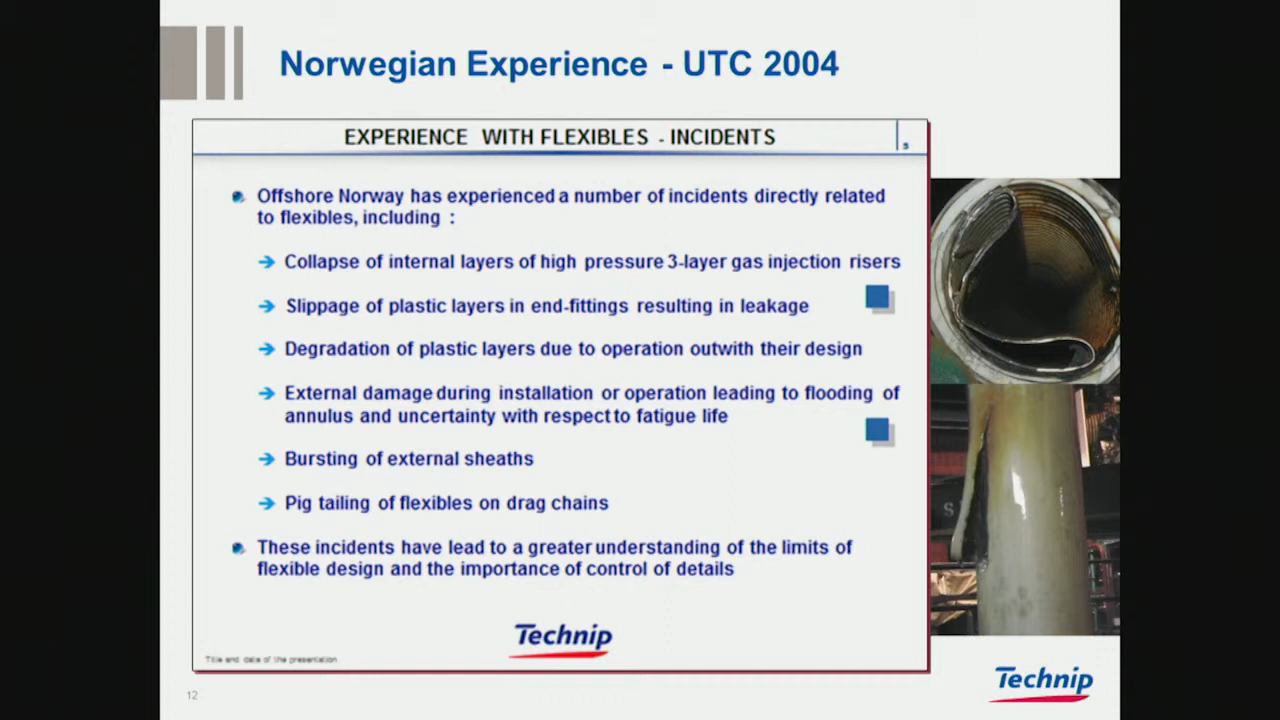 Norwegian Experience - UTC 2004
EXPERIENCE WITH FLEXIBLES - INCIDENTS
Offshore Norway has experienced a number of incidents directly related
to flexibles, including :
Collapse of internal layers of high pressure 3-layer gas injection risers
Slippage of plastic layers in end-fittings resulting in leakage
Degradation of plastic layers due to operation outwith their design
External damage during installation or operation leading to flooding of
annulus and uncertainty with respect to fatigue life
Bursting of external sheaths
Pig tailing of flexibles on drag chains
These incidents have lead to a greater understanding of the limits of
flexible design and the importance of control of details
Technip
Title and date of the presentation
12
Technip